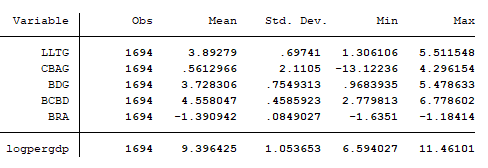 Variable Obs Mean Std. Dev. Min Max
LLTG 1694 3.89279 .69741 1.306106 5.511548
CBAG 1694 .5612966 2.1105 -13.12236 4.296154
BDG 1694 3.728306 .7549313 .9683935 5.478633
BCBD 1694 4.558047 .4585923 2.779813 6.778602
BRA 1694 -1.390942 .0849027 -1.6351 -1.18414
logpergdp 1694 9.396425 1.053653 6.594027 11.46101